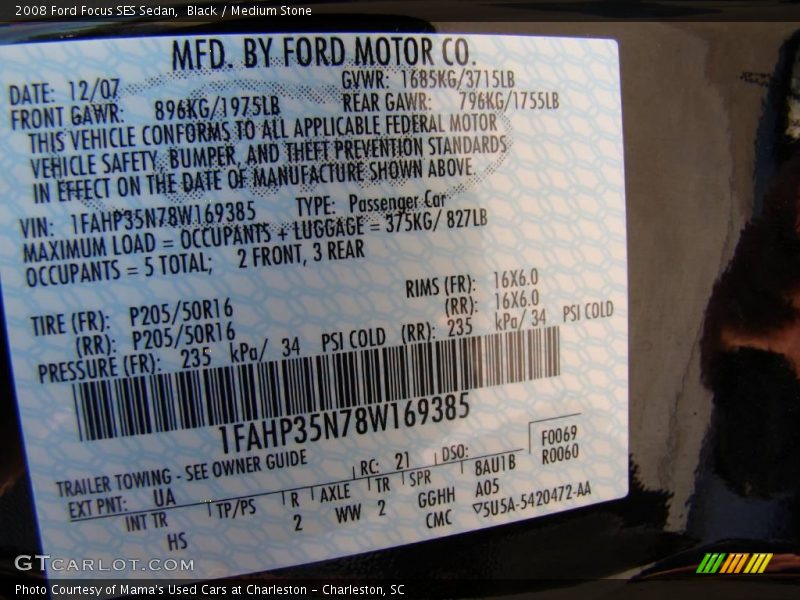 2008 Ford Focus SES Sedan,  Black / Medium Stone
MFD. BY FORD MOTOR CO.
DATE: 12/07 GVWR: 1685KG/3715LB
FRONT GAWR: 896KG/1975LB REAR GAWR: 796KG/1755LB
THIS VEHICLE CONFORMS TO ALL APPLICABLE FEDERAL MOTOR
VEHICLE SAFETY, BUMPER, AND THEFT PREVENTION STANDARDS
IN EFFECT ON THE DATE OF MANUFACTURE SHOWN ABOVE.
VIN: 1FAHP35N78W169385 TYPE: Passenger Car
MAXIMUM LOAD = OCCUPANTS + LUGGAGE = 375KG/ 827LB
OCCUPANTS = 5 TOTAL; 2 FRONT, 3 REAR
RIMS (FR): 16X6.0
TIRE (FR): P205/50R16 (RR): 16X6.0
(RR): P205/50R16
PRESSURE (FR): 235 kPa/ 34 PSI COLD (RR): 235 kPa/ 34 PSI COLD
1FAHP35N78W169385
TRAILER TOWING - SEE OWNER GUIDE F0069
EXT PNT: UA RC: 21 DSO: 8AU1B R0060
INT TR TP/PS R AXLE TR SPR A05
HS 2 WW 2 GGHH ▽5U5A-5420472-AA
CMC
GTCARLOT.COM
Photo Courtesy of Mama's Used Cars at Charleston – Charleston, SC